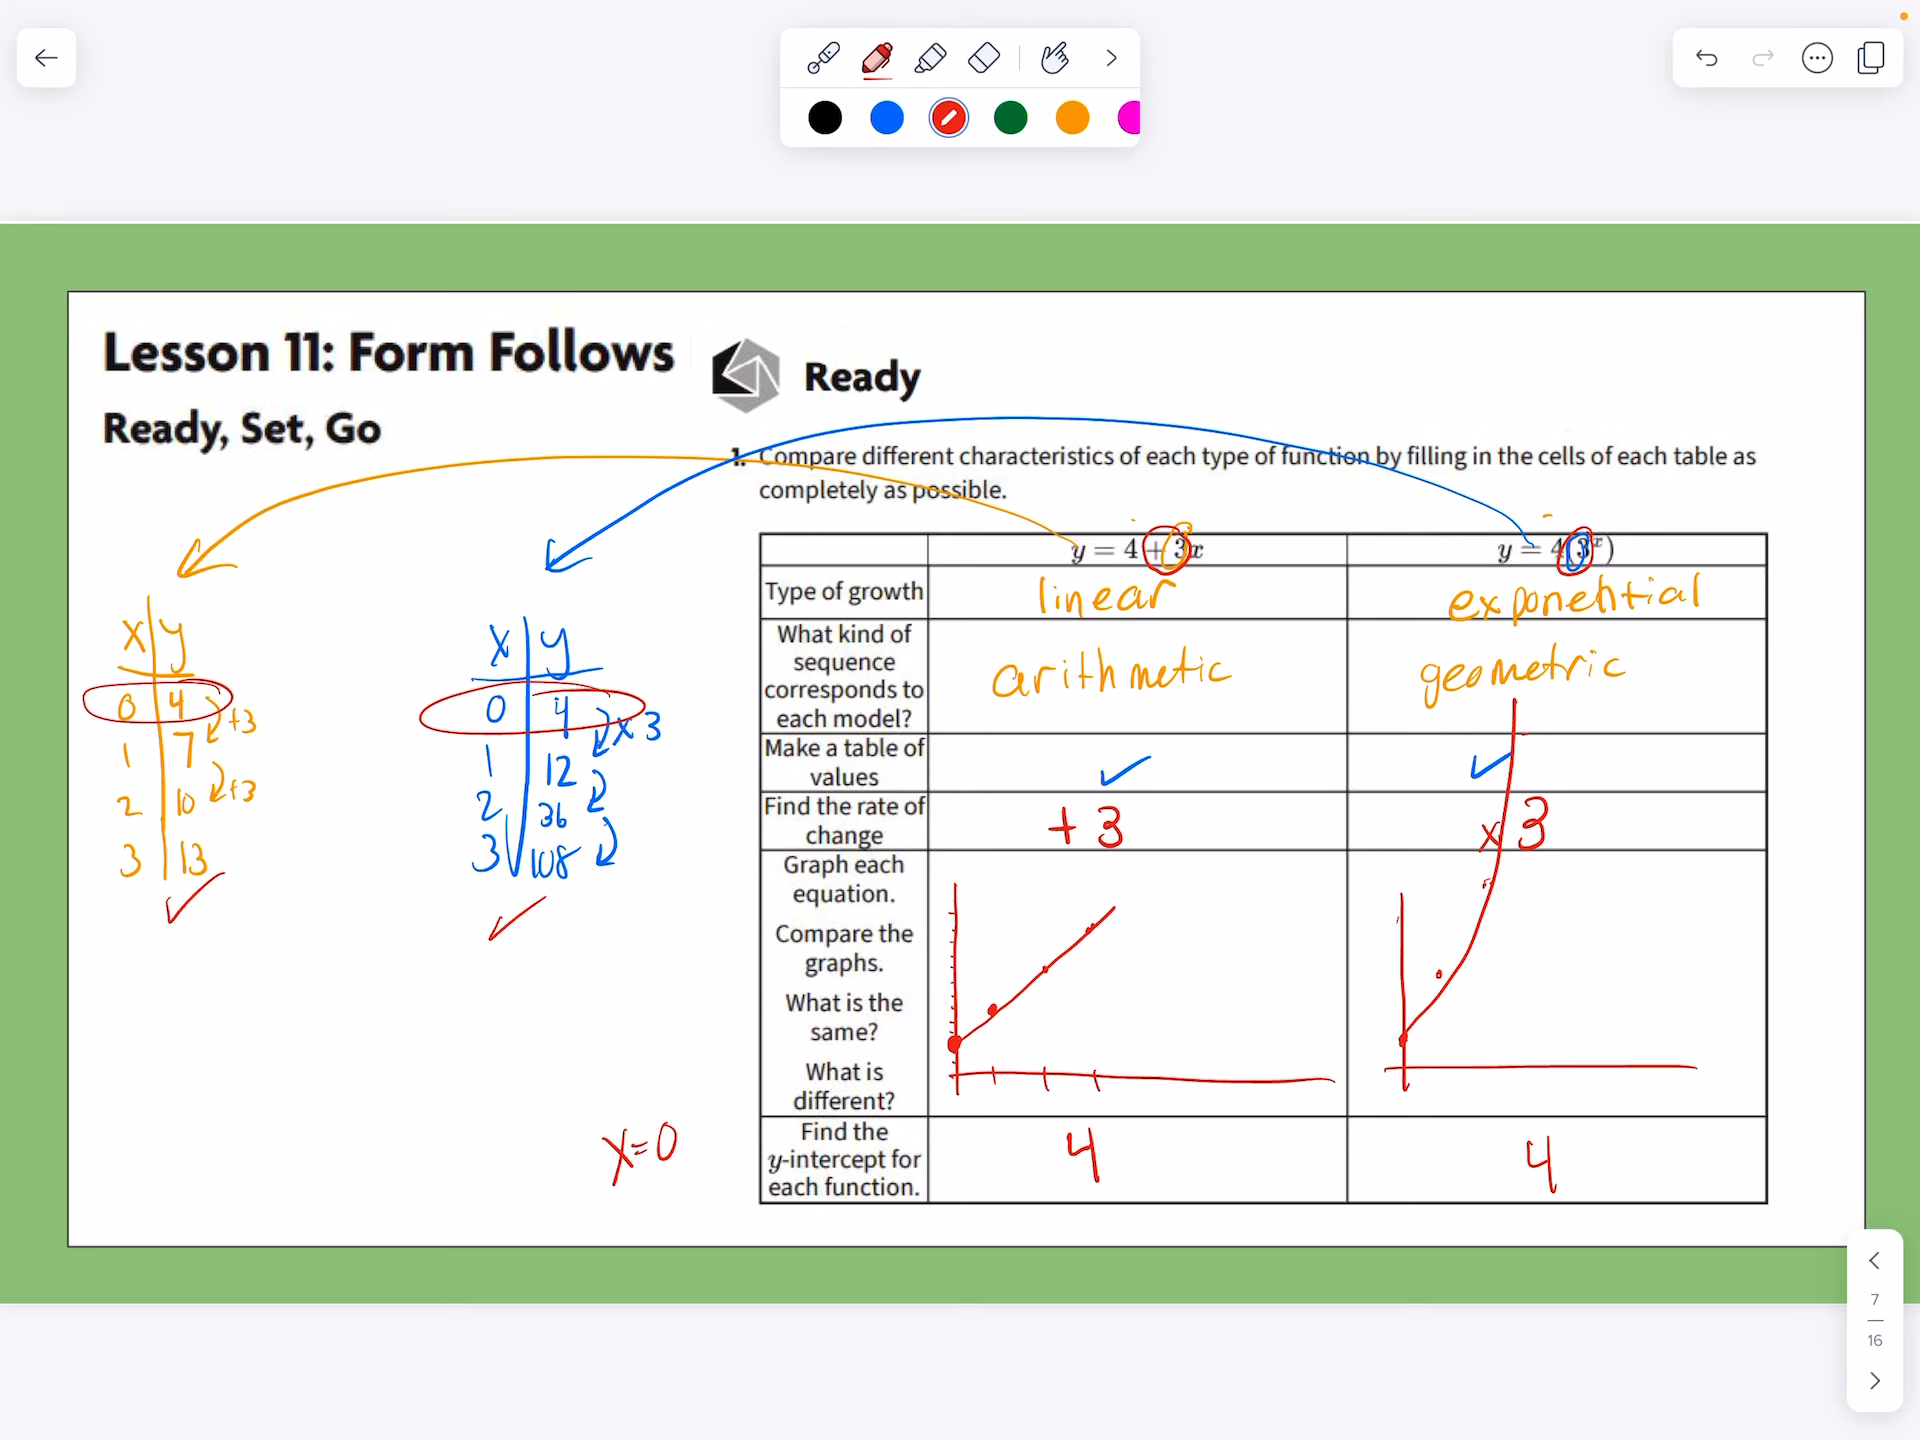 Lesson 11: Form Follows
Ready, Set, Go
Ready
1. Compare different characteristics of each type of function by filling in the cells of each table as
completely as possible.
y = 4 + 3x
y = 4(3ˣ)
Type of growth
linear
exponential
What kind of
sequence
corresponds to
each model?
arithmetic
geometric
Make a table of
values
✓
✓
Find the rate of
change
+ 3
x 3
Graph each
equation.
Compare the
graphs.
What is the
same?
What is
different?
Find the
y-intercept for
each function.
4
4
x y
0 4
+3
1 7
+3
2 10
3 13
✓
x y
0 4
x 3
1 12
2 36
3 108
✓
x=0
7
16